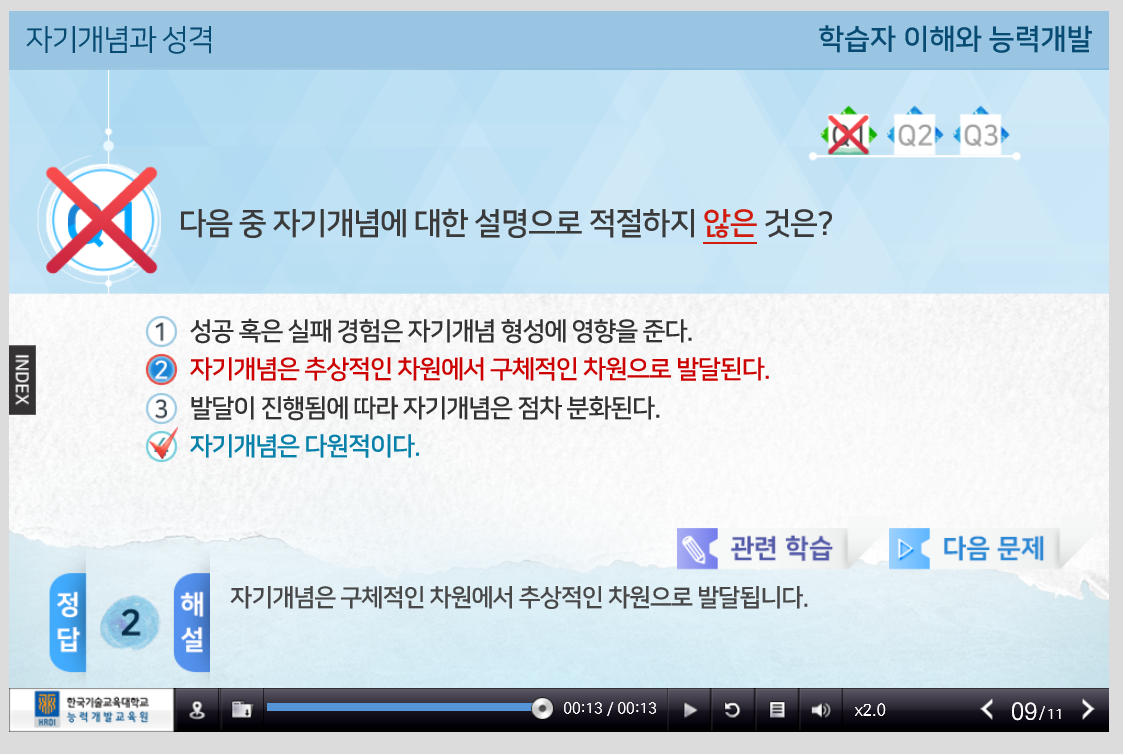 자기개념과 성격
학습자 이해와 능력개발
Q1 Q2 Q3
Q1
다음 중 자기개념에 대한 설명으로 적절하지 않은 것은?
1 성공 혹은 실패 경험은 자기개념 형성에 영향을 준다.
2 자기개념은 추상적인 차원에서 구체적인 차원으로 발달된다.
3 발달이 진행됨에 따라 자기개념은 점차 분화된다.
자기개념은 다원적이다.
INDEX
관련 학습
다음 문제
정답
2
해설
자기개념은 구체적인 차원에서 추상적인 차원으로 발달됩니다.
HRDI
한국기술교육대학교
능력개발교육원
00:13 / 00:13
x2.0
09/11